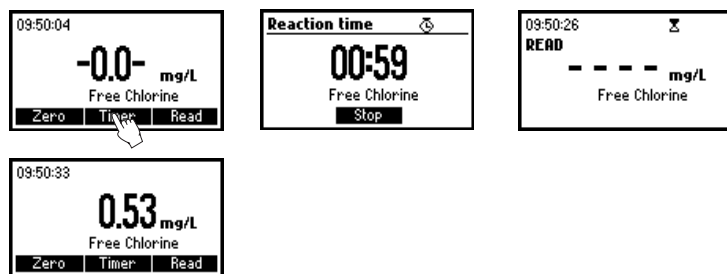 09:50:04
-0.0- mg/L
Free Chlorine
Zero Timer Read
Reaction time
00:59
Free Chlorine
Stop
09:50:26
READ
- - - - mg/L
Free Chlorine
09:50:33
0.53 mg/L
Free Chlorine
Zero Timer Read